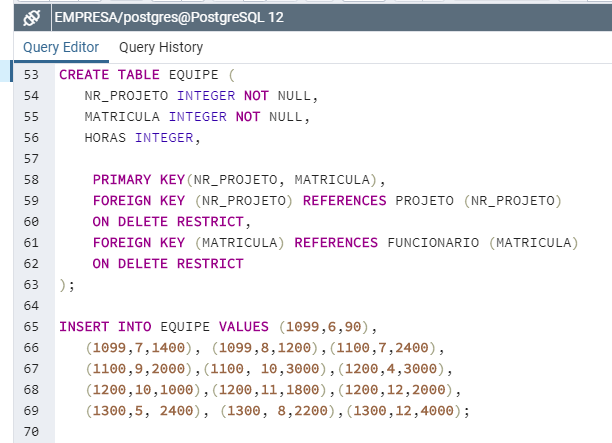 EMPRESA/postgres@PostgreSQL 12
Query Editor Query History
53 CREATE TABLE EQUIPE (
54 NR_PROJETO INTEGER NOT NULL,
55 MATRICULA INTEGER NOT NULL,
56 HORAS INTEGER,
57
58 PRIMARY KEY(NR_PROJETO, MATRICULA),
59 FOREIGN KEY (NR_PROJETO) REFERENCES PROJETO (NR_PROJETO)
60 ON DELETE RESTRICT,
61 FOREIGN KEY (MATRICULA) REFERENCES FUNCIONARIO (MATRICULA)
62 ON DELETE RESTRICT
63 );
64
65 INSERT INTO EQUIPE VALUES (1099,6,90),
66 (1099,7,1400), (1099,8,1200),(1100,7,2400),
67 (1100,9,2000),(1100, 10,3000),(1200,4,3000),
68 (1200,10,1000),(1200,11,1800),(1200,12,2000),
69 (1300,5, 2400), (1300, 8,2200),(1300,12,4000);
70